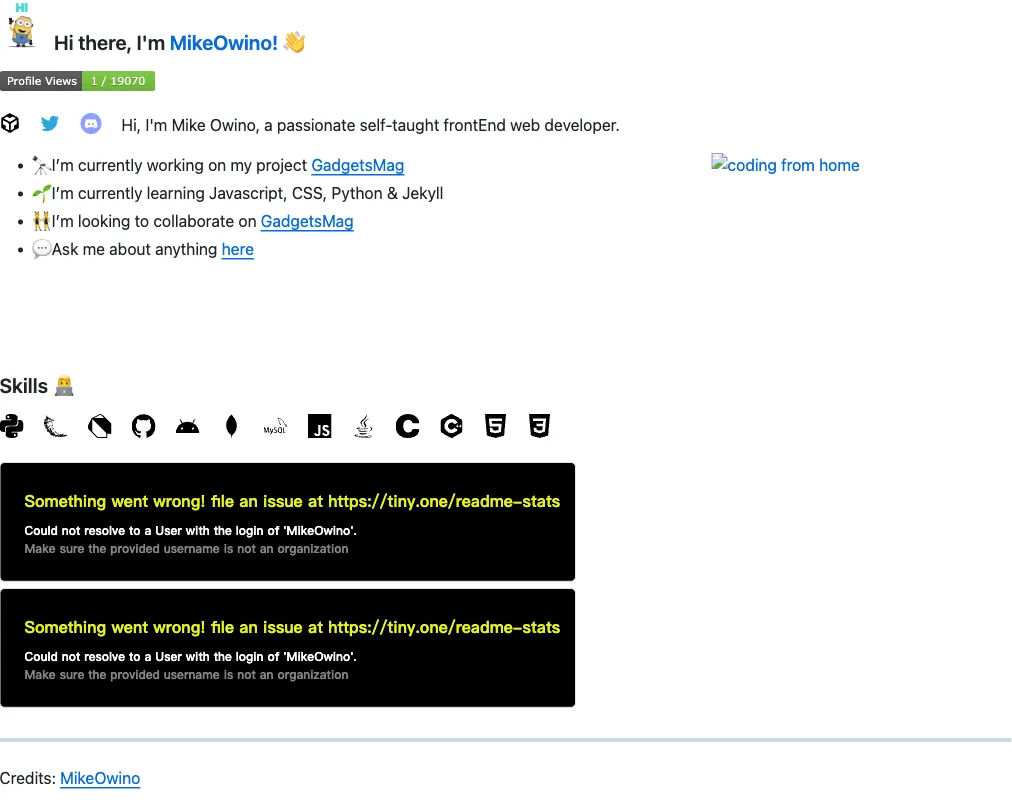 HI
Hi there, I'm MikeOwino! 👋
Profile Views 1 / 19070
Hi, I'm Mike Owino, a passionate self-taught frontEnd web developer.
🔭I’m currently working on my project GadgetsMag
coding from home
🌱I’m currently learning Javascript, CSS, Python & Jekyll
👯I’m looking to collaborate on GadgetsMag
💬Ask me about anything here
Skills 👨‍💻
MySQL
JS
C
C++
5
3
Something went wrong! file an issue at https://tiny.one/readme-stats
Could not resolve to a User with the login of 'MikeOwino'.
Make sure the provided username is not an organization
Something went wrong! file an issue at https://tiny.one/readme-stats
Could not resolve to a User with the login of 'MikeOwino'.
Make sure the provided username is not an organization
Credits: MikeOwino